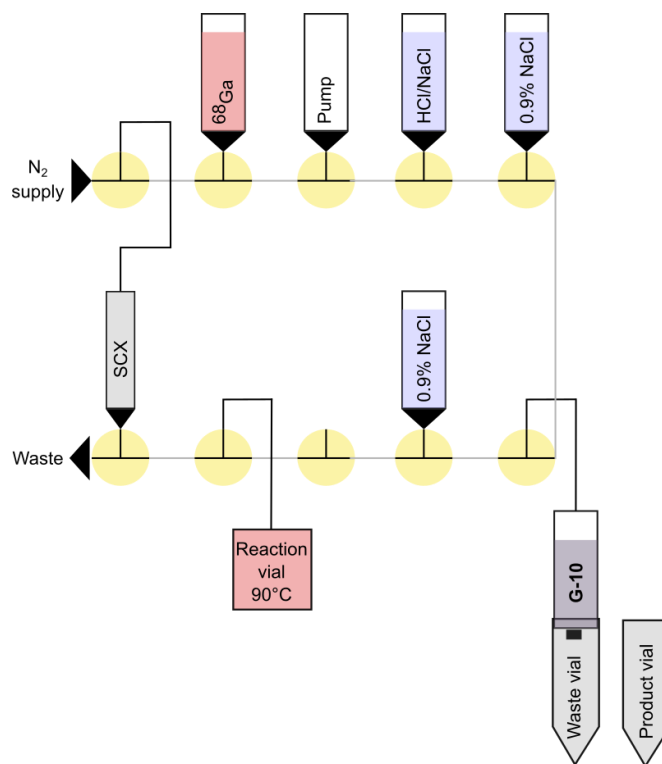 ⁶⁸Ga
Pump
HCl/NaCl
0.9% NaCl
N₂
supply
SCX
0.9% NaCl
Waste
Reaction
vial
90°C
G-10
Waste vial
Product vial